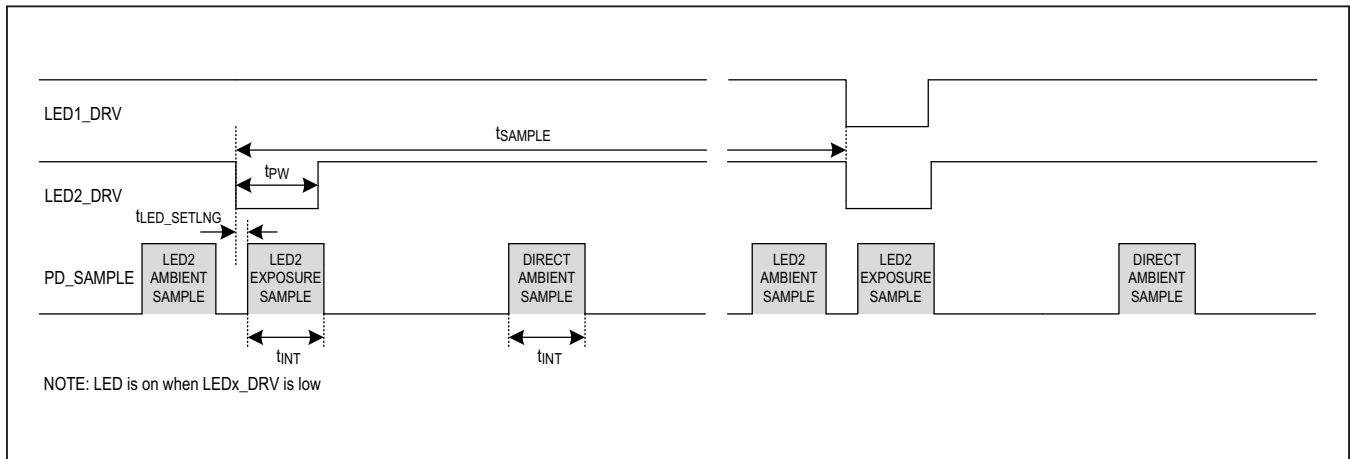 LED1_DRV
tSAMPLE
tPW
LED2_DRV
tLED_SETLNG
PD_SAMPLE
LED2
AMBIENT
SAMPLE
LED2
EXPOSURE
SAMPLE
DIRECT
AMBIENT
SAMPLE
LED2
AMBIENT
SAMPLE
LED2
EXPOSURE
SAMPLE
DIRECT
AMBIENT
SAMPLE
tINT
tINT
NOTE: LED is on when LEDx_DRV is low